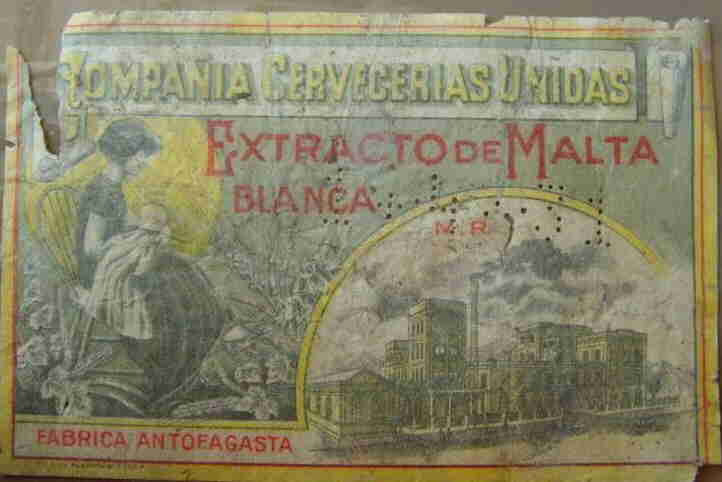 COMPAÑIA CERVECERIAS UNIDAS
EXTRACTO DE MALTA
BLANCA
M. R.
FABRICA ANTOFAGASTA